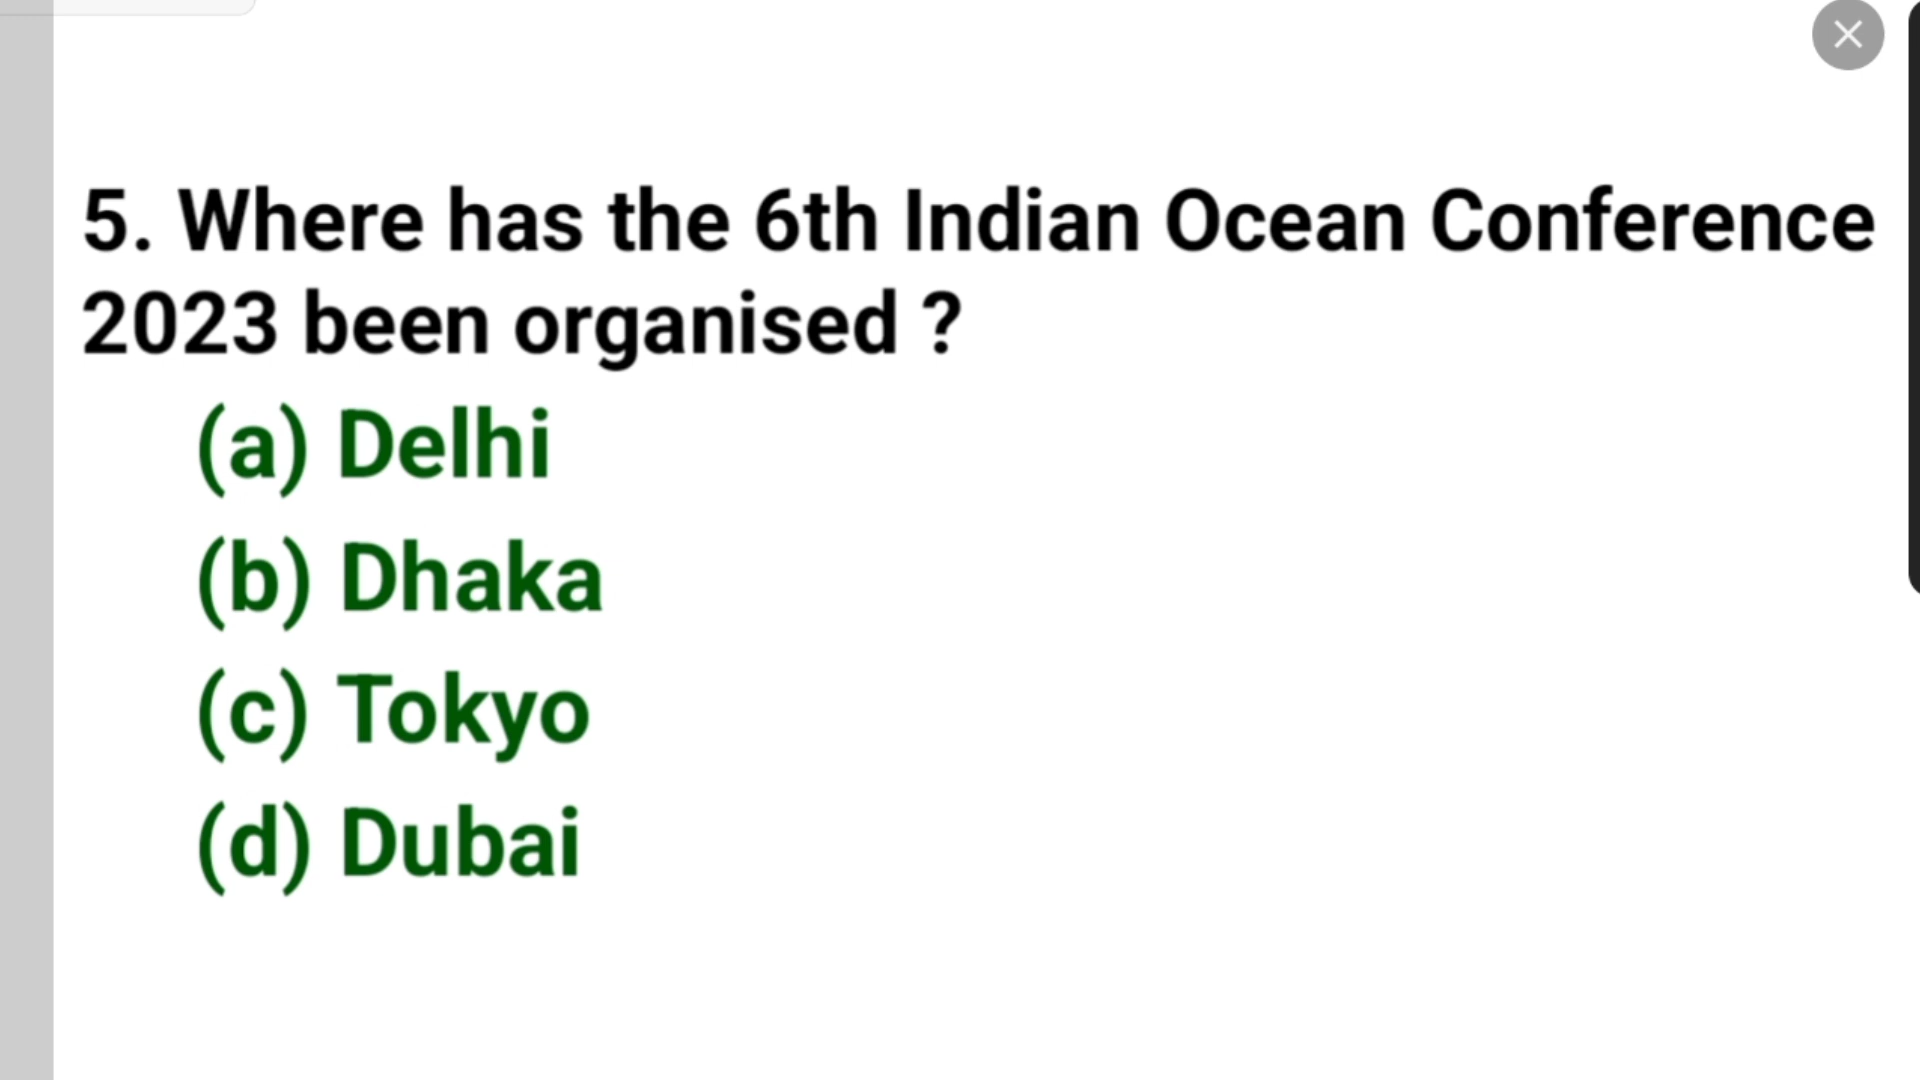 5. Where has the 6th Indian Ocean Conference
2023 been organised ?
(a) Delhi
(b) Dhaka
(c) Tokyo
(d) Dubai